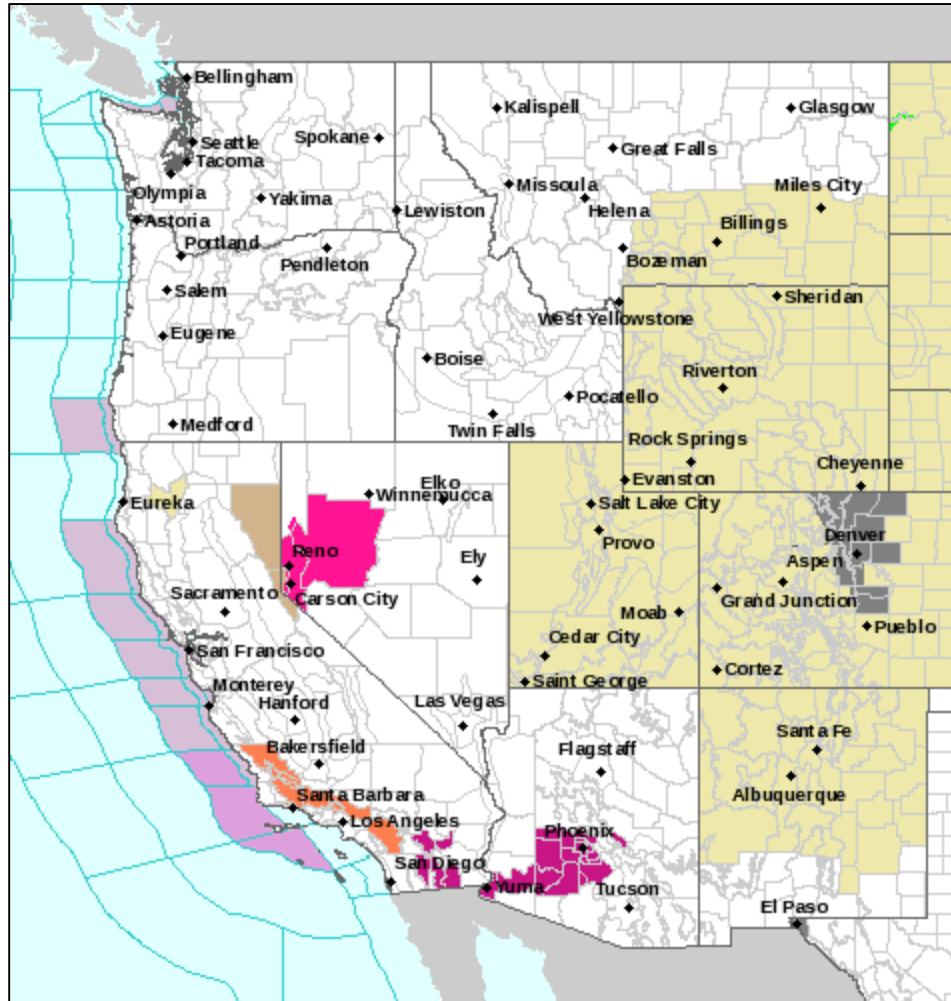 Bellingham
Kalispell
Glasgow
Spokane
Seattle
Great Falls
Tacoma
Olympia
Yakima
Missoula
Miles City
Helena
Lewiston
Astoria
Billings
Portland
Pendleton
Bozeman
Salem
Sheridan
West Yellowstone
Eugene
Boise
Riverton
Pocatello
Medford
Twin Falls
Rock Springs
Cheyenne
Elko
Evanston
Winnemucca
Eureka
Salt Lake City
Denver
Provo
Reno
Ely
Aspen
Sacramento
Carson City
Grand Junction
Moab
Pueblo
Cedar City
San Francisco
Cortez
Saint George
Monterey
Hanford
Las Vegas
Santa Fe
Bakersfield
Flagstaff
Albuquerque
Santa Barbara
Los Angeles
Phoenix
San Diego
Yuma
Tucson
El Paso